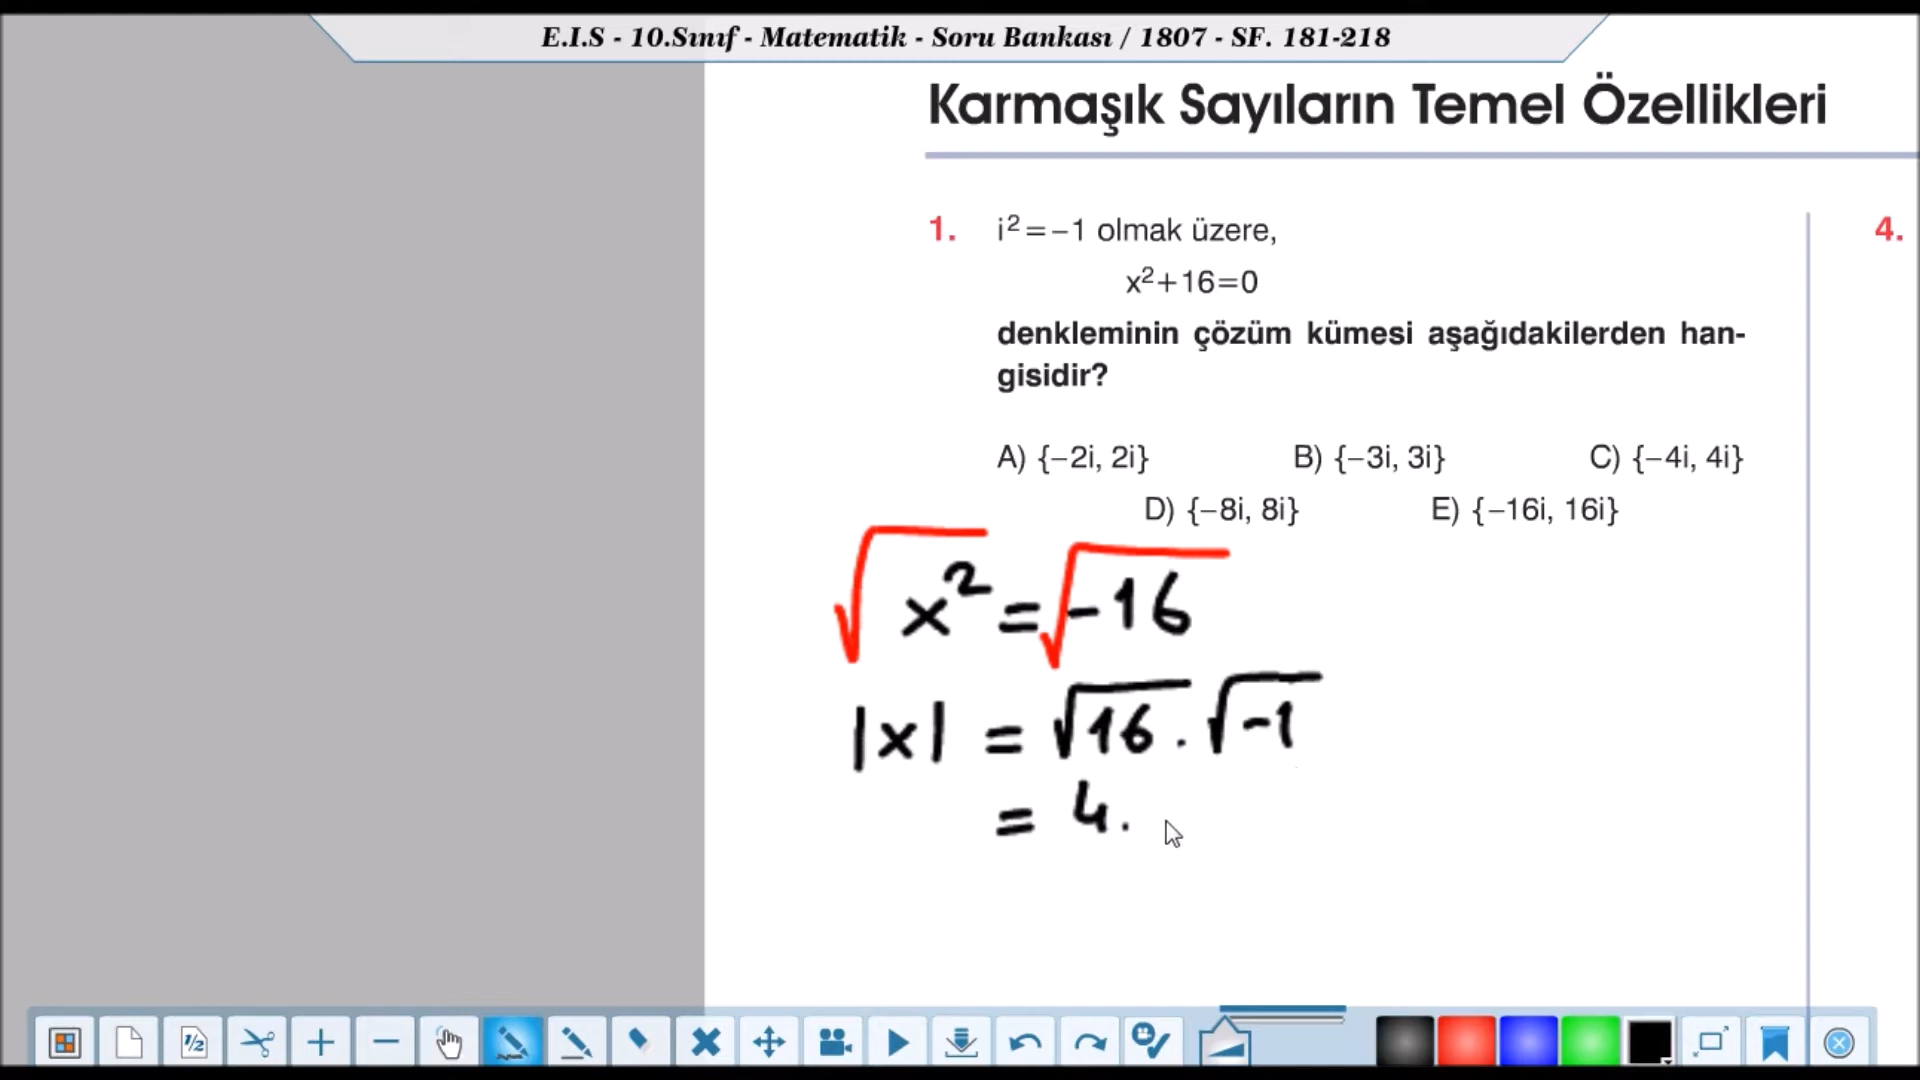 E.I.S - 10.Sınıf - Matematik - Soru Bankası / 1807 - SF. 181-218
Karmaşık Sayıların Temel Özellikleri
1. i²=−1 olmak üzere,
x²+16=0
denkleminin çözüm kümesi aşağıdakilerden han-
gisidir?
A) {−2i, 2i} B) {−3i, 3i} C) {−4i, 4i}
D) {−8i, 8i} E) {−16i, 16i}
4.
√x² = √-16
|x| = √16 . √-1
= 4.
1/2